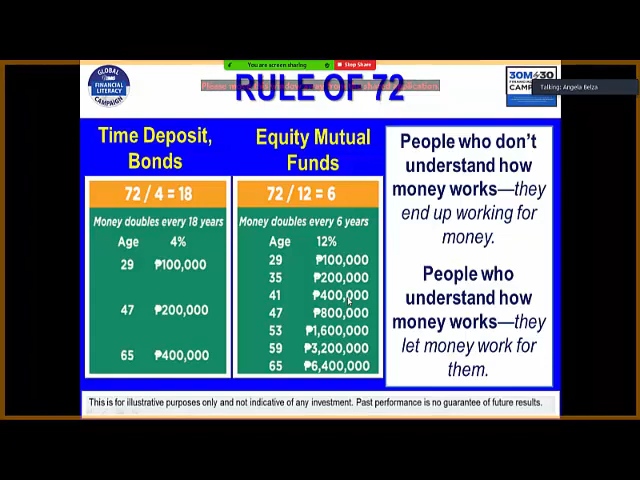 You are screen sharing
Stop Share
RULE OF 72
GLOBAL
FINANCIAL
LITERACY
CAMPAIGN
30M 30
FINANCIAL
CAMP
Talking: Angela Belza
Time Deposit,
Bonds
72 / 4 = 18
Money doubles every 18 years
Age 4%
29 ₱100,000
47 ₱200,000
65 ₱400,000
Equity Mutual
Funds
72 / 12 = 6
Money doubles every 6 years
Age 12%
29 ₱100,000
35 ₱200,000
41 ₱400,000
47 ₱800,000
53 ₱1,600,000
59 ₱3,200,000
65 ₱6,400,000
People who don't
understand how
money works—they
end up working for
money.
People who
understand how
money works—they
let money work for
them.
This is for illustrative purposes only and not indicative of any investment. Past performance is no guarantee of future results.